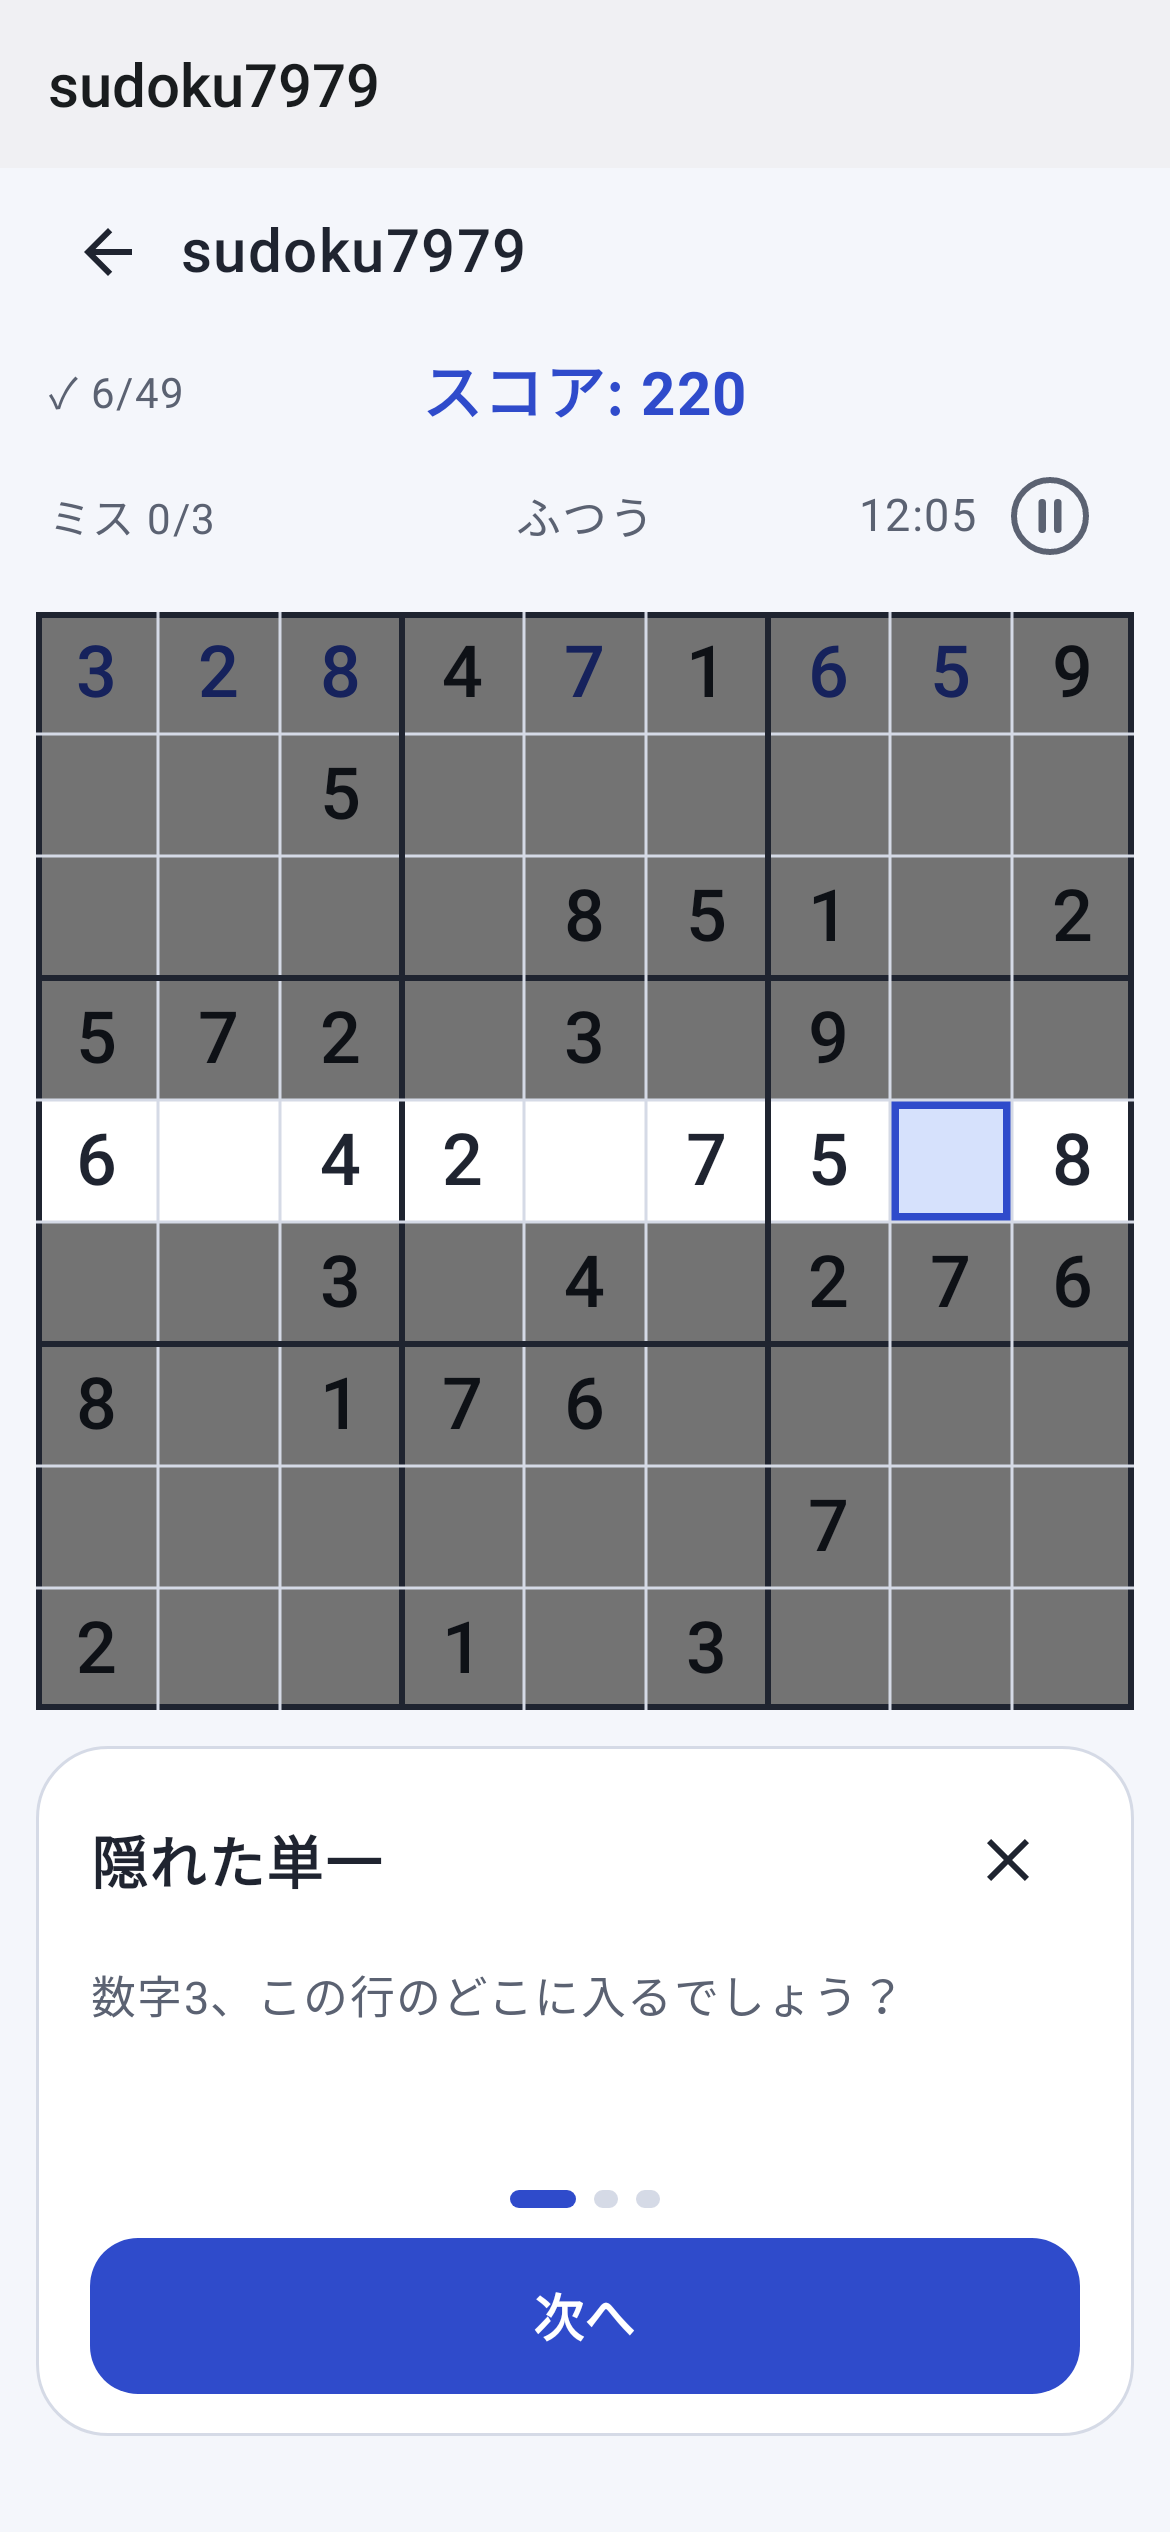 sudoku7979
sudoku7979
✓ 6/49
スコア: 220
ミス 0/3
ふつう
12:05
3 2 8 4 7 1 6 5 9
5
8 5 1 2
5 7 2 3 9
6 4 2 7 5 8
3 4 2 7 6
8 1 7 6
7
2 1 3
隠れた単一
数字3、この行のどこに入るでしょう？
次へ